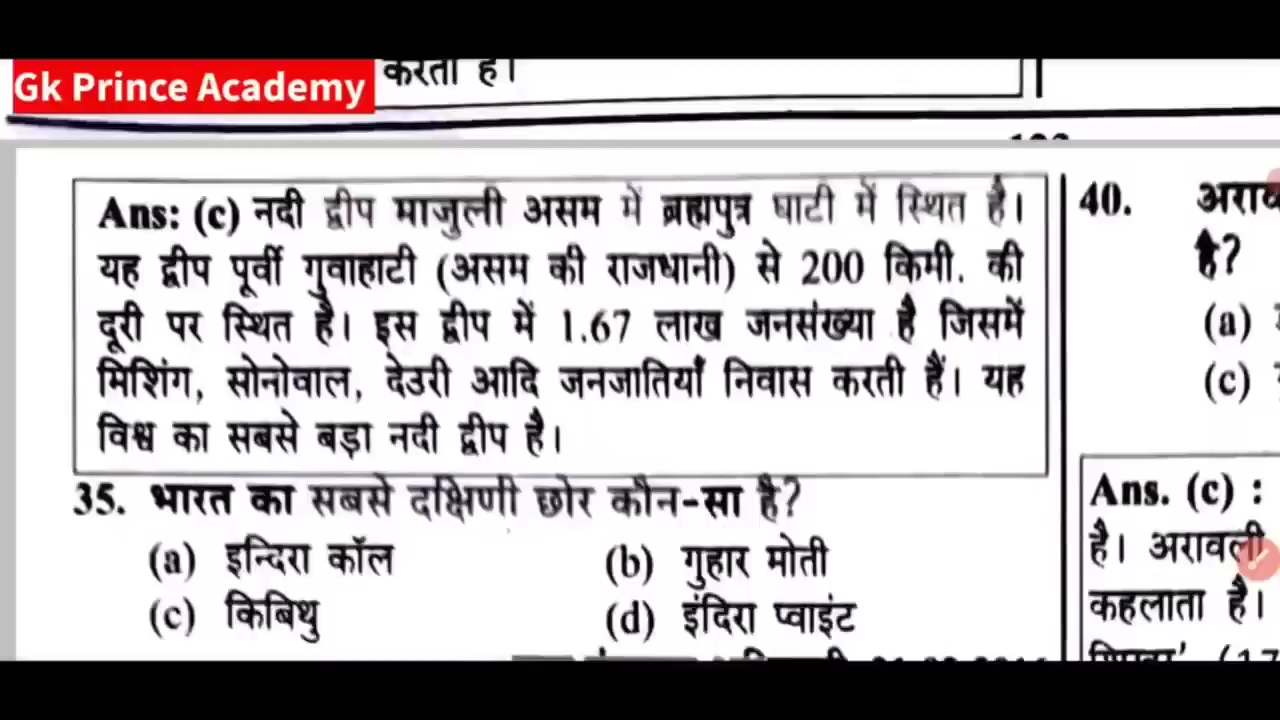 Gk Prince Academy
करता है।
Ans: (c) नदी द्वीप माजुली असम में ब्रह्मपुत्र घाटी में स्थित है।
यह द्वीप पूर्वी गुवाहाटी (असम की राजधानी) से 200 किमी. की
दूरी पर स्थित है। इस द्वीप में 1.67 लाख जनसंख्या है जिसमें
मिशिंग, सोनोवाल, देउरी आदि जनजातियाँ निवास करती हैं। यह
विश्व का सबसे बड़ा नदी द्वीप है।
35. भारत का सबसे दक्षिणी छोर कौन-सा है?
(a) इन्दिरा कॉल (b) गुहार मोती
(c) किबिथु (d) इंदिरा प्वाइंट
40.
है?
(a)
(c)
Ans. (c) :
है। अरावली
कहलाता है।